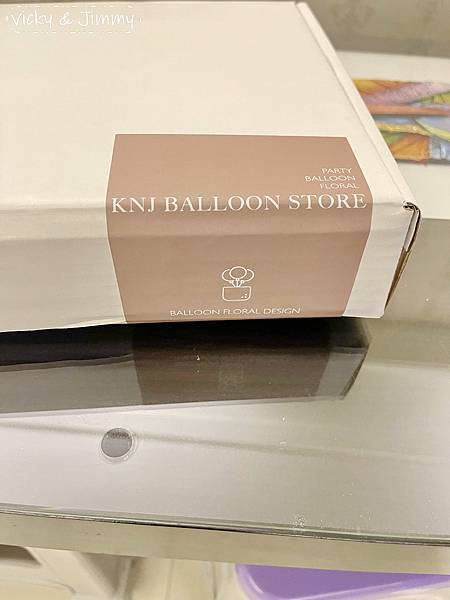 Vicky & Jimmy
PARTY
BALLOON
FLORAL
KNJ BALLOON STORE
BALLOON FLORAL DESIGN